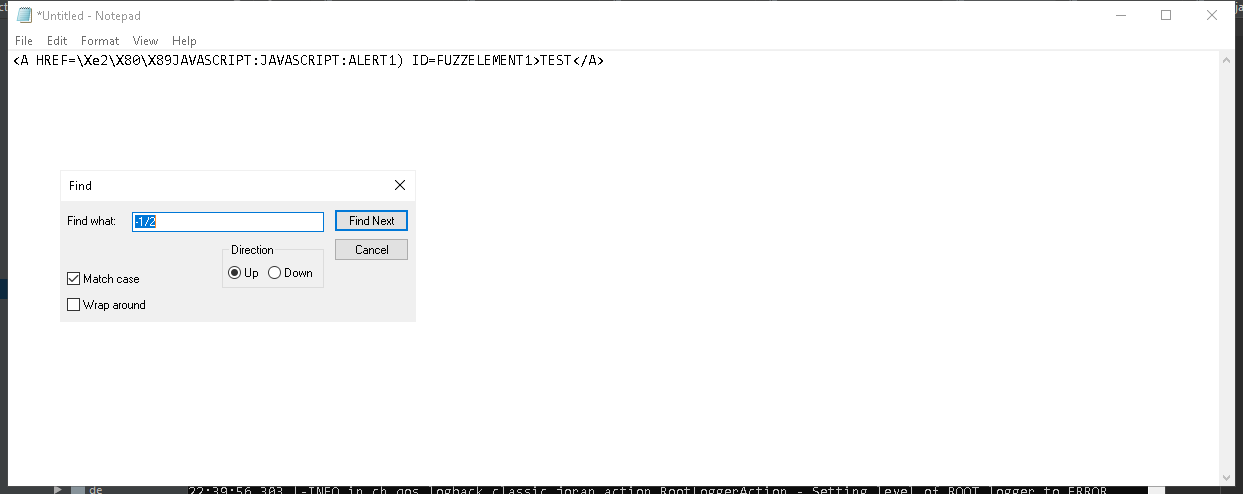 *Untitled - Notepad
File Edit Format View Help
<A HREF=\Xe2\X80\X89JAVASCRIPT:JAVASCRIPT:ALERT1) ID=FUZZELEMENT1>TEST</A>
Find
Find what: -1/2 Find Next
Direction Cancel
Up Down
Match case
Wrap around
de 22:39:56,303 |-INFO in ch.qos.logback.classic.joran.action.RootLoggerAction - Setting level of ROOT logger to ERROR